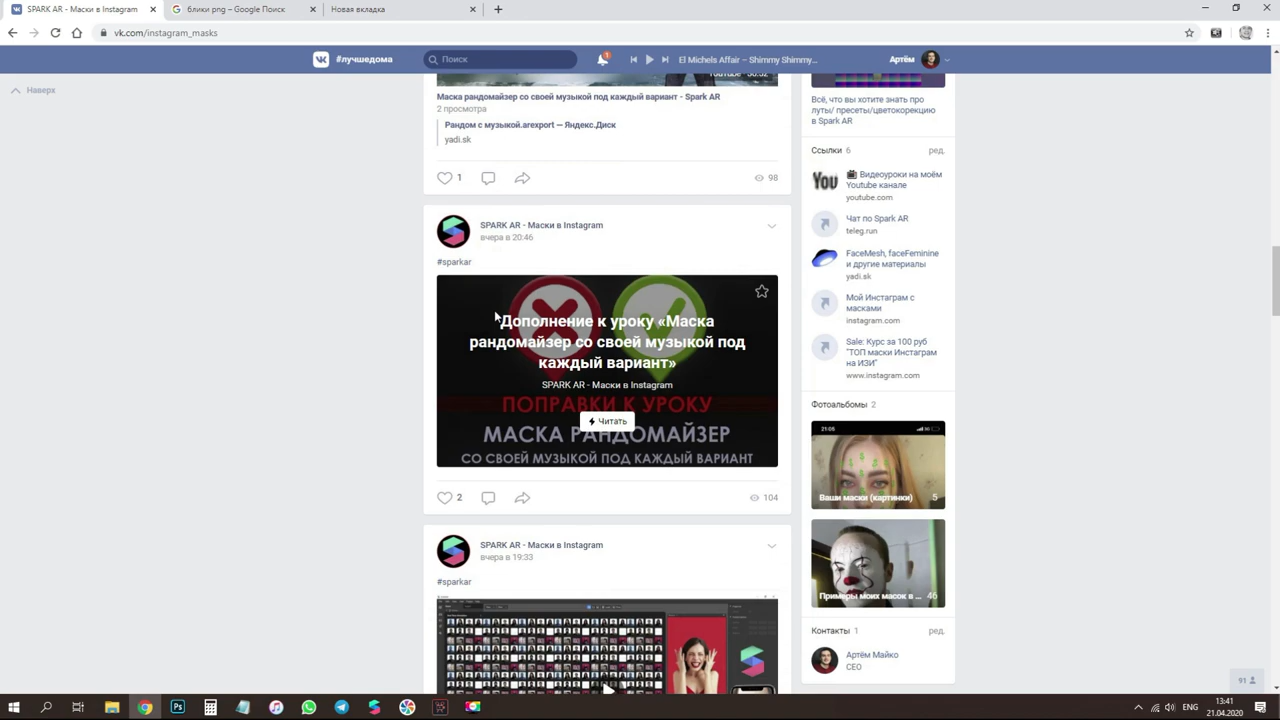 SPARK AR - Маски в Instagram
блики png – Google Поиск
Новая вкладка
vk.com/instagram_masks
#лучшедома
Поиск
1
El Michels Affair – Shimmy Shimmy...
Артём
Наверх
Маска рандомайзер со своей музыкой под каждый вариант - Spark AR
2 просмотра
Рандом с музыкой.arexport — Яндекс.Диск
yadi.sk
1
98
SPARK AR - Маски в Instagram
вчера в 20:46
#sparkar
Дополнение к уроку «Маска
рандомайзер со своей музыкой под
каждый вариант»
SPARK AR - Маски в Instagram
ПОПРАВКИ К УРОКУ
Читать
МАСКА РАНДОМАЙЗЕР
СО СВОЕЙ МУЗЫКОЙ ПОД КАЖДЫЙ ВАРИАНТ
2
104
SPARK AR - Маски в Instagram
вчера в 19:33
#sparkar
Всё, что вы хотите знать про
луты/ пресеты/цветокорекцию
в Spark AR
Ссылки 6
ред.
You
Видеоуроки на моём
Youtube канале
youtube.com
Чат по Spark AR
teleg.run
FaceMesh, faceFeminine
и другие материалы
yadi.sk
Мой Инстаграм с
масками
instagram.com
Sale: Курс за 100 руб
"ТОП маски Инстаграм
на ИЗИ"
www.instagram.com
Фотоальбомы 2
21:05
Ваши маски (картинки) 5
Примеры моих масок в ... 46
Контакты 1
ред.
Артём Майко
CEO
91
ENG
13:41
21.04.2020